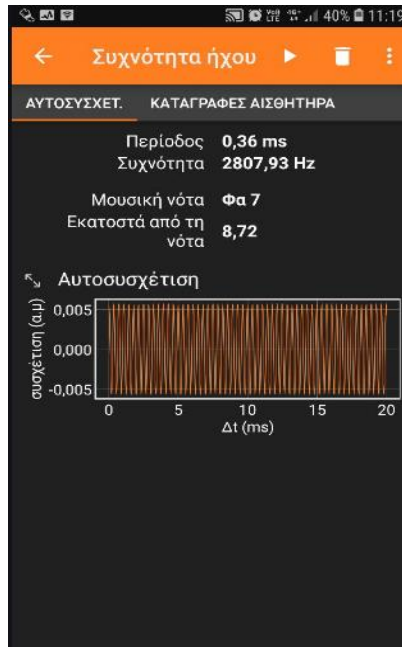 40% 11:19
Συχνότητα ήχου
ΑΥΤΟΣΥΣΧΕΤ. ΚΑΤΑΓΡΑΦΕΣ ΑΙΣΘΗΤΗΡΑ
Περίοδος 0,36 ms
Συχνότητα 2807,93 Hz
Μουσική νότα Φα 7
Εκατοστά από τη
νότα 8,72
Αυτοσυσχέτιση
συσχέτιση (α.μ)
0,005
0,000
-0,005
0 5 10 15 20
Δt (ms)